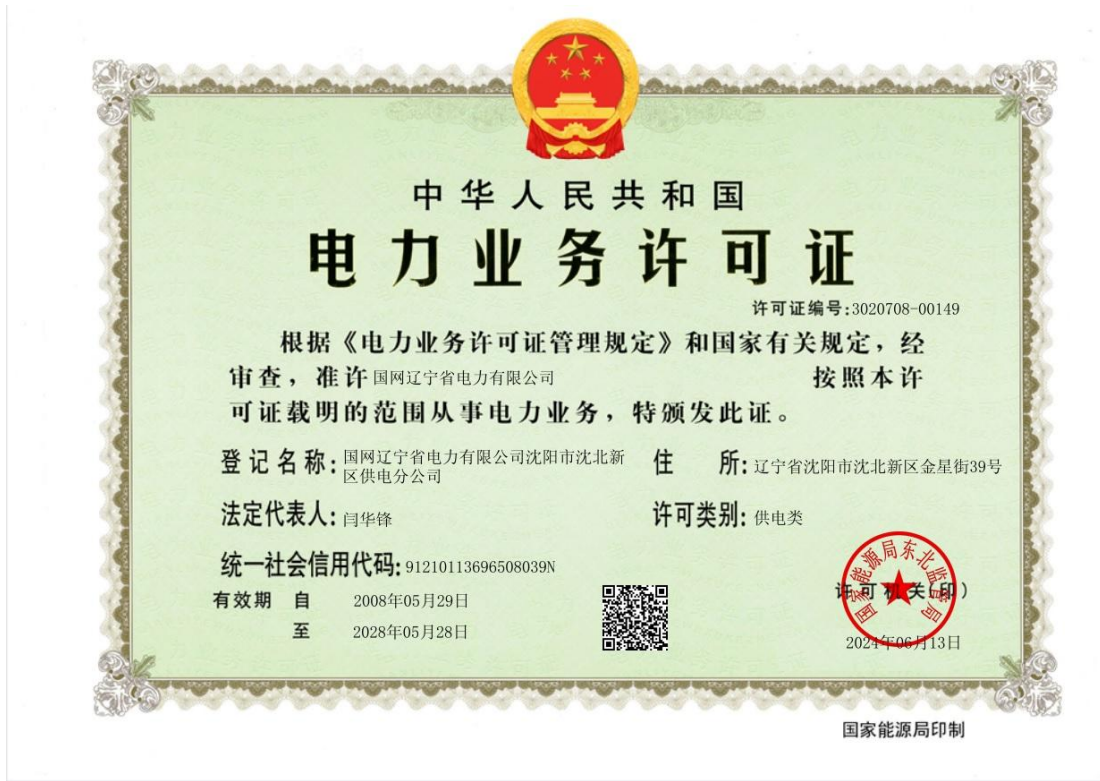 中华人民共和国
电力业务许可证
许可证编号:3020708-00149
根据《电力业务许可证管理规定》和国家有关规定，经
审查，准许 国网辽宁省电力有限公司 按照本许
可证载明的范围从事电力业务，特颁发此证。
登记名称: 国网辽宁省电力有限公司沈阳市沈北新
区供电分公司
住 所: 辽宁省沈阳市沈北新区金星街39号
法定代表人: 闫华锋
许可类别: 供电类
统一社会信用代码: 91210113696508039N
有效期 自 2008年05月29日
至 2028年05月28日
国家能源局东北监管局
许可机关(印)
2024年06月13日
国家能源局印制